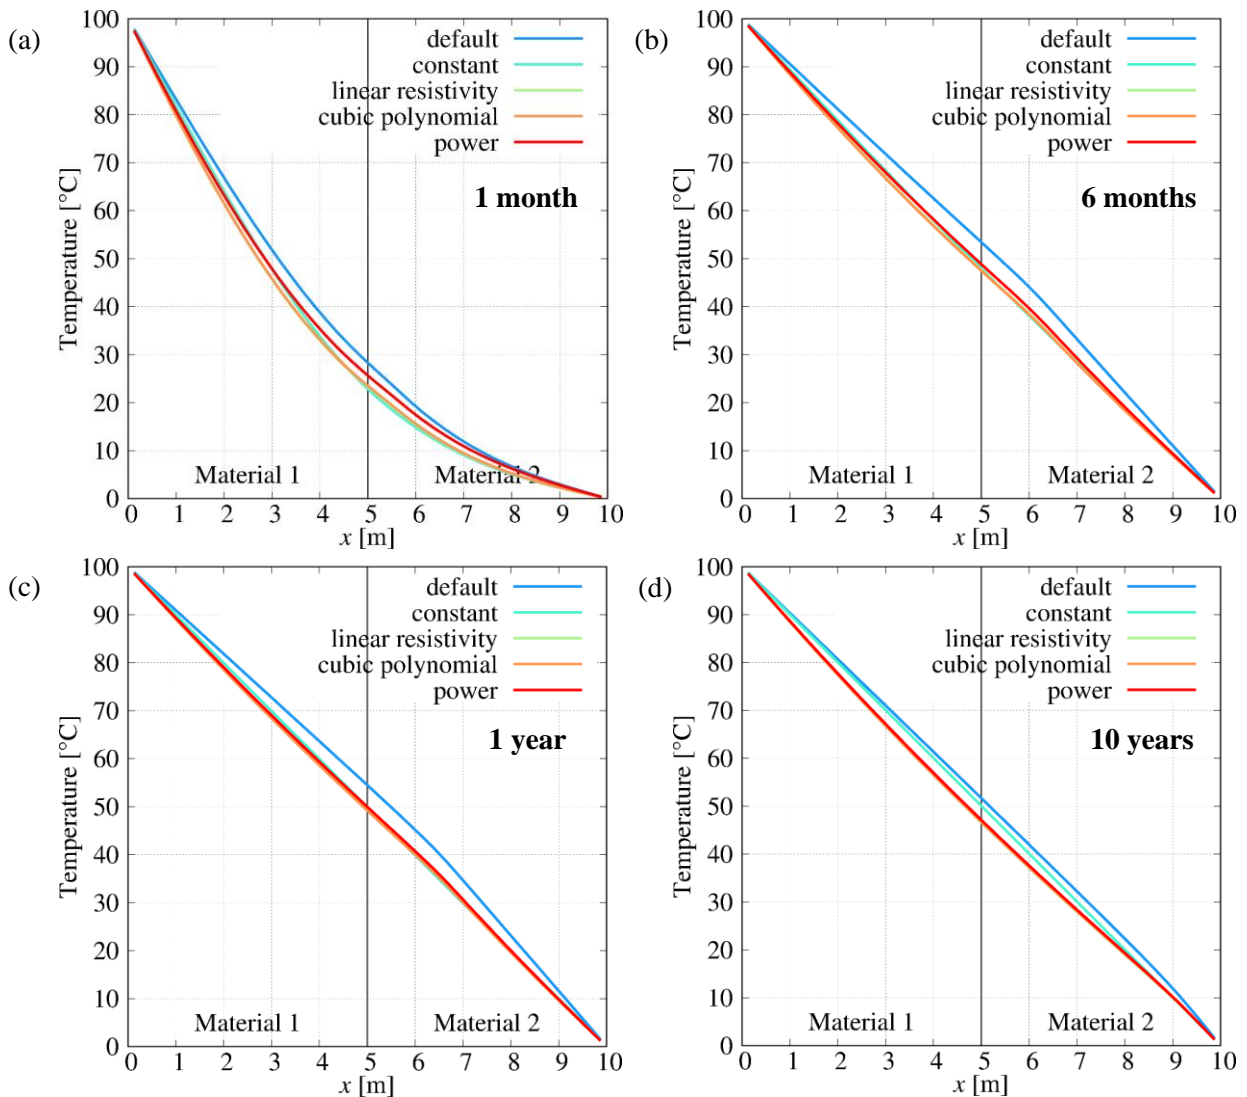 (a)
100
90
80
70
60
50
40
30
20
10
0
Temperature [°C]
default
constant
linear resistivity
cubic polynomial
power
1 month
Material 1
Material 2
0 1 2 3 4 5 6 7 8 9 10
x [m]
(b)
100
90
80
70
60
50
40
30
20
10
0
Temperature [°C]
default
constant
linear resistivity
cubic polynomial
power
6 months
Material 1
Material 2
0 1 2 3 4 5 6 7 8 9 10
x [m]
(c)
100
90
80
70
60
50
40
30
20
10
0
Temperature [°C]
default
constant
linear resistivity
cubic polynomial
power
1 year
Material 1
Material 2
0 1 2 3 4 5 6 7 8 9 10
x [m]
(d)
100
90
80
70
60
50
40
30
20
10
0
Temperature [°C]
default
constant
linear resistivity
cubic polynomial
power
10 years
Material 1
Material 2
0 1 2 3 4 5 6 7 8 9 10
x [m]